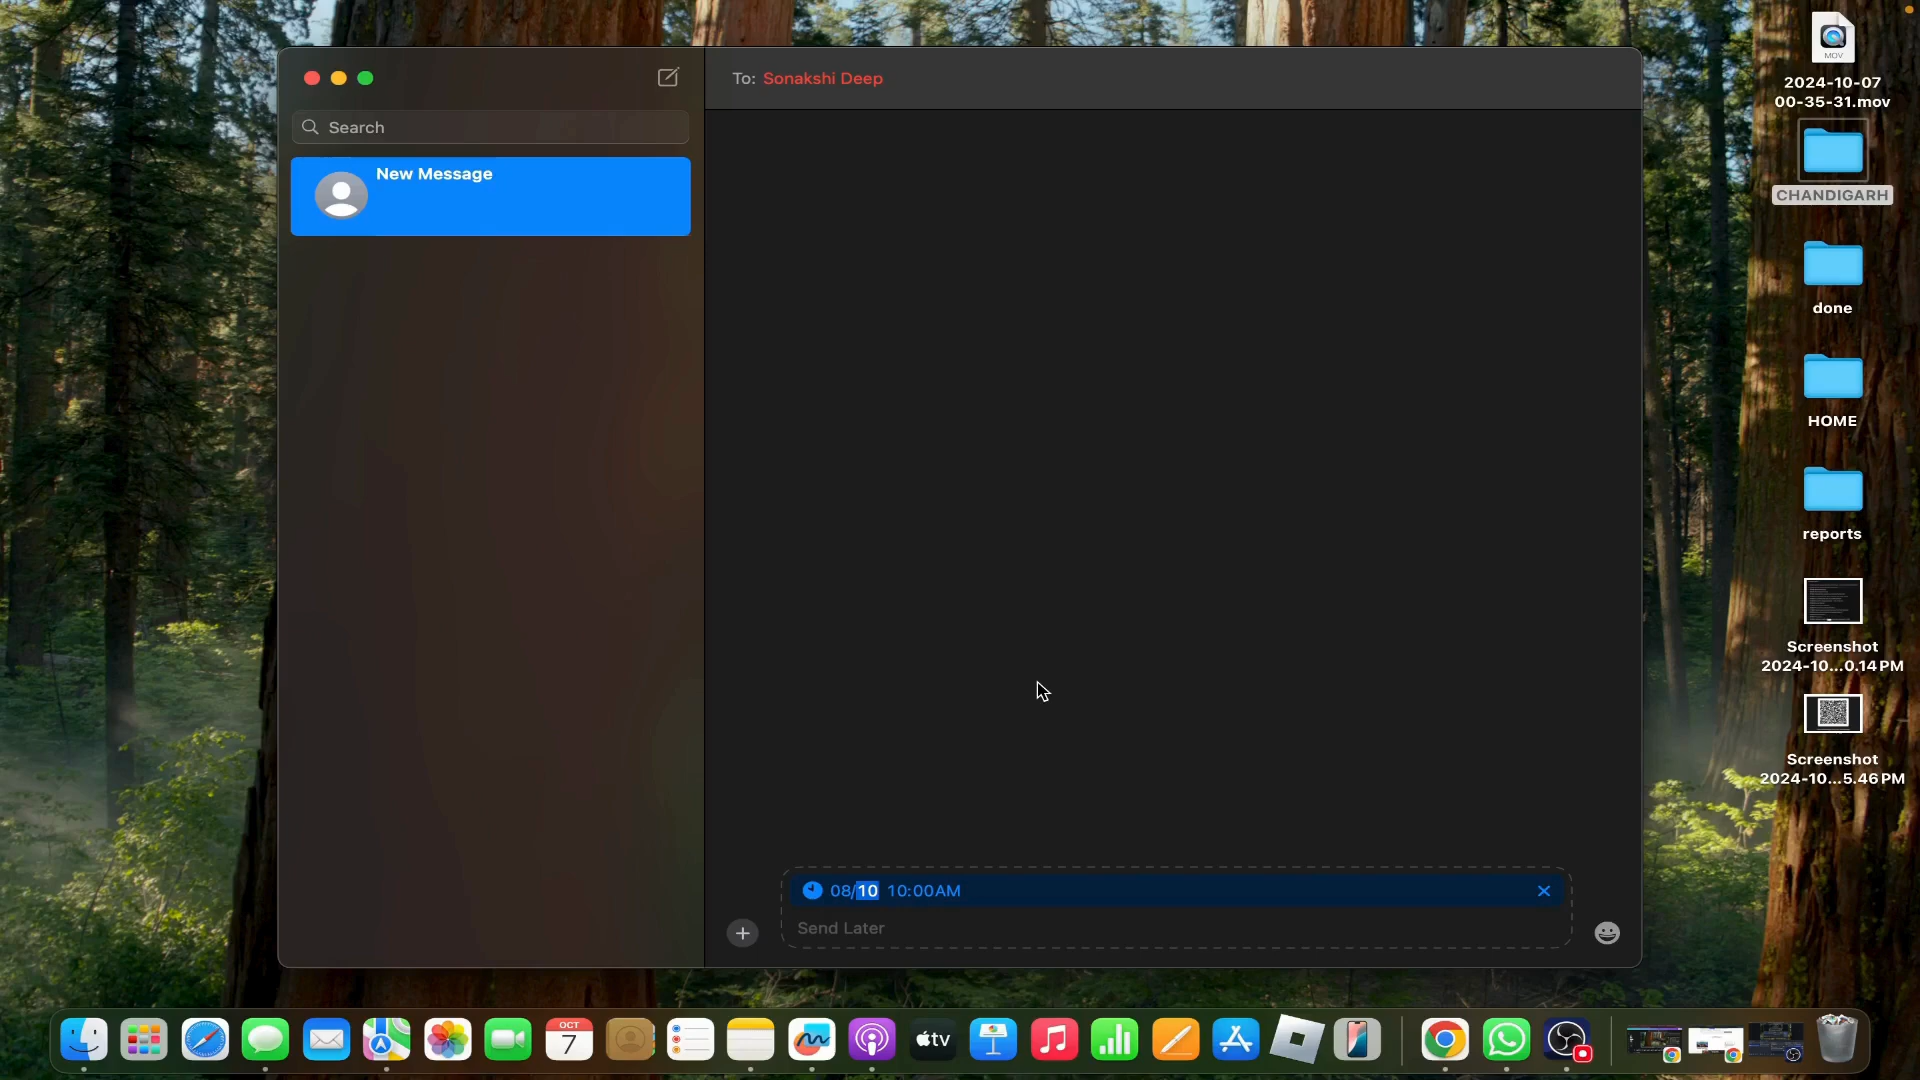 To: Sonakshi Deep
Search
New Message
08/10 10:00AM
Send Later
MOV
2024-10-07
00-35-31.mov
CHANDIGARH
done
HOME
reports
Screenshot
2024-10...0.14 PM
Screenshot
2024-10...5.46 PM
OCT
7
tv